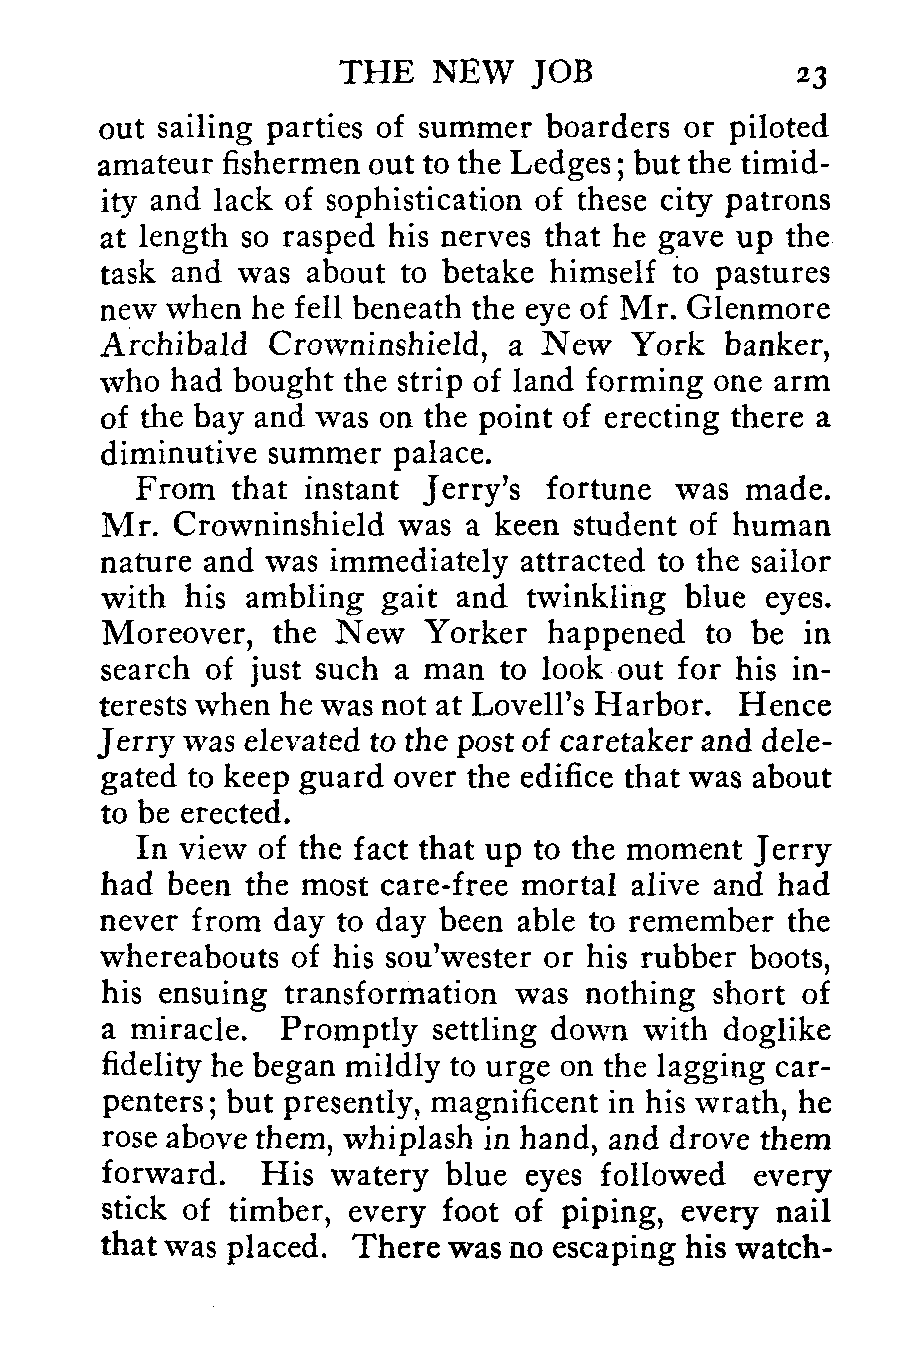 THE NEW JOB 23
out sailing parties of summer boarders or piloted
amateur fishermen out to the Ledges; but the timid-
ity and lack of sophistication of these city patrons
at length so rasped his nerves that he gave up the
task and was about to betake himself to pastures
new when he fell beneath the eye of Mr. Glenmore
Archibald Crowninshield, a New York banker,
who had bought the strip of land forming one arm
of the bay and was on the point of erecting there a
diminutive summer palace.
From that instant Jerry's fortune was made.
Mr. Crowninshield was a keen student of human
nature and was immediately attracted to the sailor
with his ambling gait and twinkling blue eyes.
Moreover, the New Yorker happened to be in
search of just such a man to look out for his in-
terests when he was not at Lovell's Harbor. Hence
Jerry was elevated to the post of caretaker and dele-
gated to keep guard over the edifice that was about
to be erected.
In view of the fact that up to the moment Jerry
had been the most care-free mortal alive and had
never from day to day been able to remember the
whereabouts of his sou'wester or his rubber boots,
his ensuing transformation was nothing short of
a miracle. Promptly settling down with doglike
fidelity he began mildly to urge on the lagging car-
penters; but presently, magnificent in his wrath, he
rose above them, whiplash in hand, and drove them
forward. His watery blue eyes followed every
stick of timber, every foot of piping, every nail
that was placed. There was no escaping his watch-